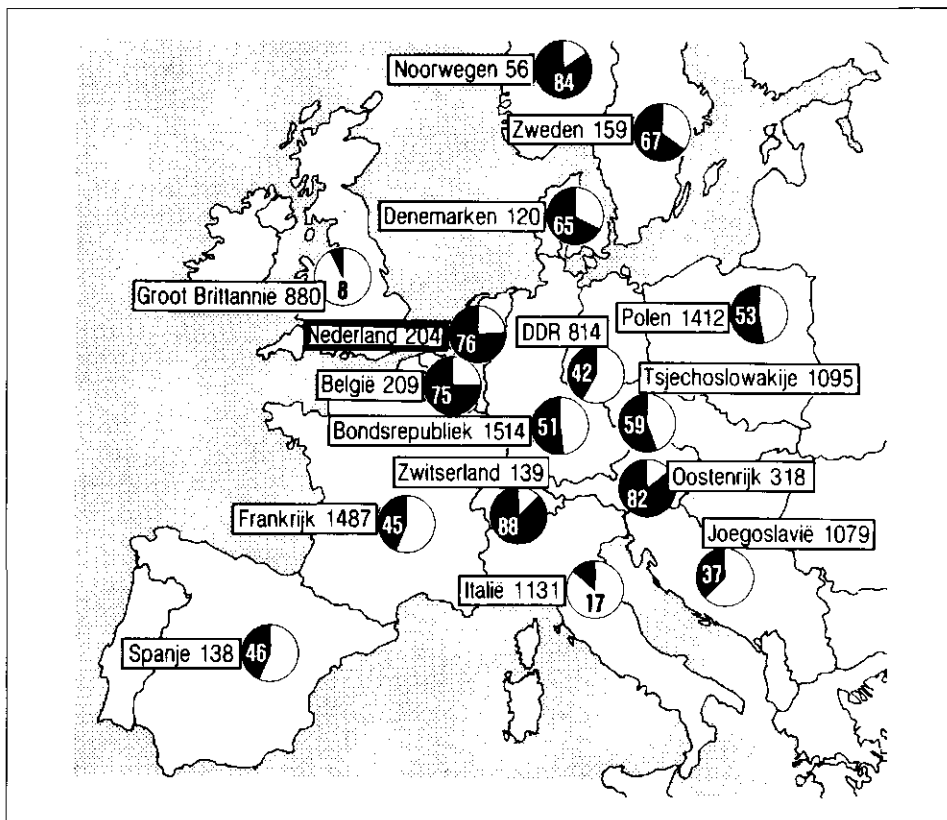 Noorwegen 56
84
Zweden 159
67
Denemarken 120
65
Groot Brittannië 880
8
Nederland 204
76
DDR 814
42
Polen 1412
53
België 209
75
Tsjechoslowakije 1095
59
Bondsrepubliek 1514
51
Zwitserland 139
88
Oostenrijk 318
82
Frankrijk 1487
45
Joegoslavië 1079
37
Italië 1131
17
Spanje 138
46